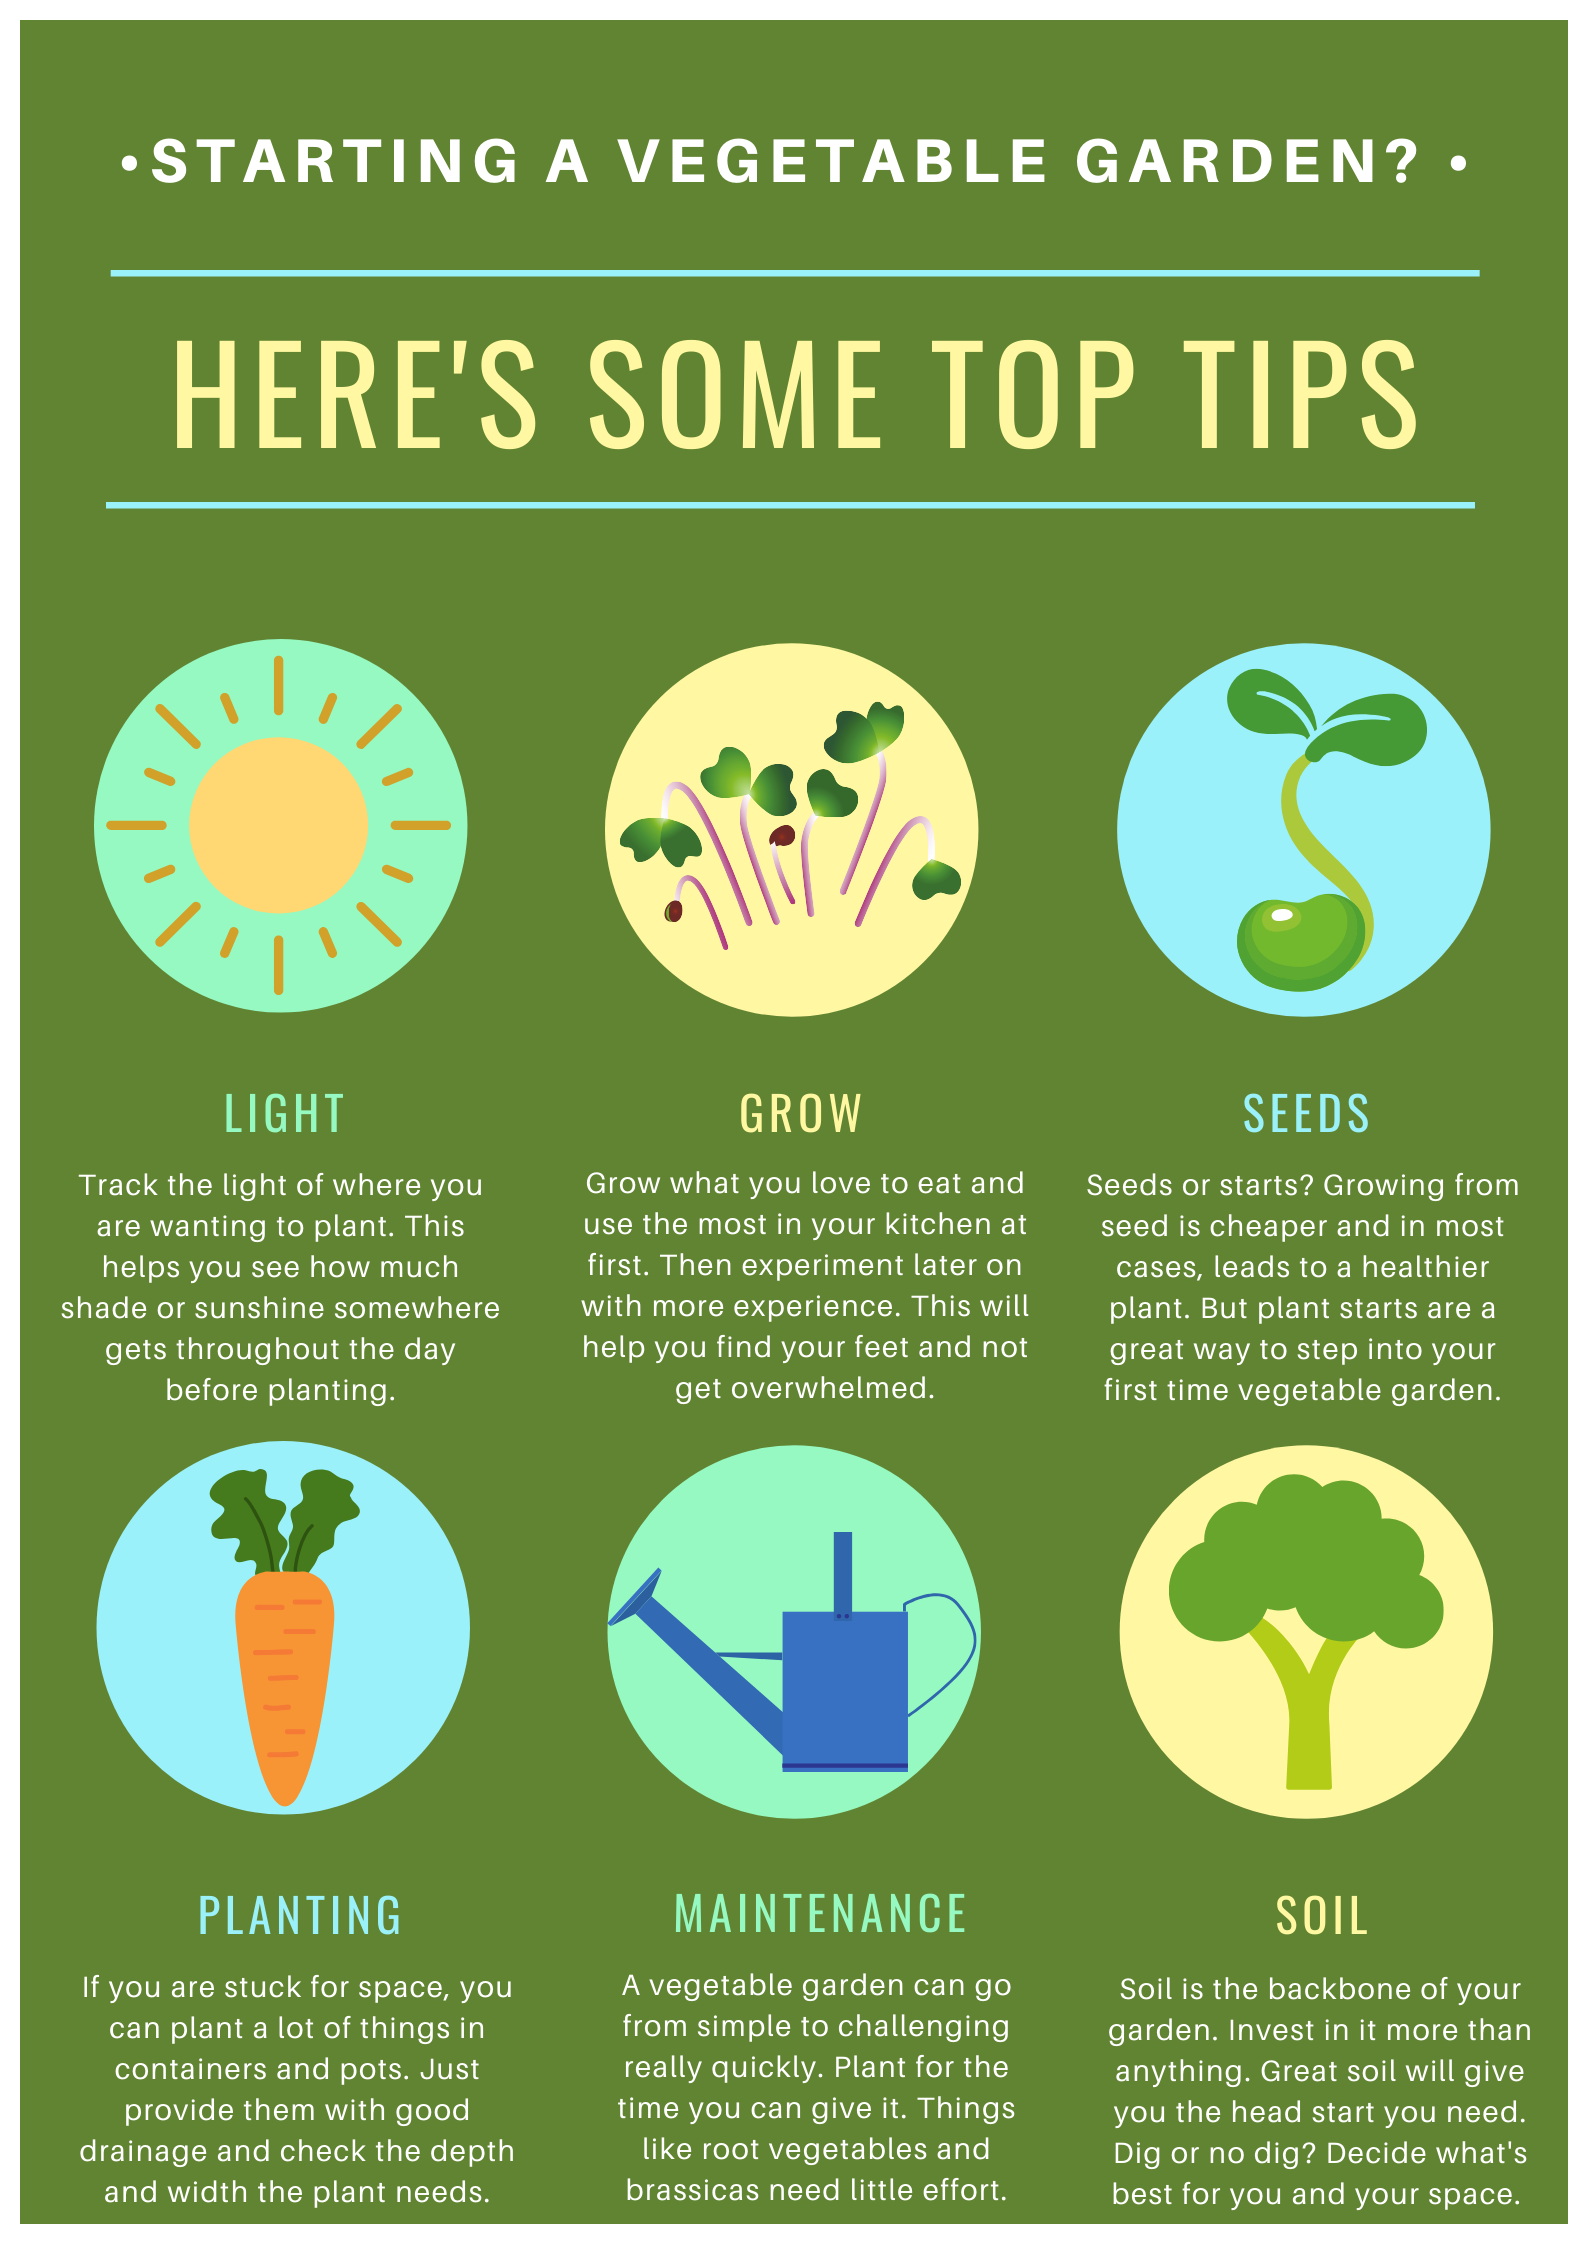 •STARTING A VEGETABLE GARDEN? •
HERE'S SOME TOP TIPS
LIGHT
Track the light of where you
are wanting to plant. This
helps you see how much
shade or sunshine somewhere
gets throughout the day
before planting.
GROW
Grow what you love to eat and
use the most in your kitchen at
first. Then experiment later on
with more experience. This will
help you find your feet and not
get overwhelmed.
SEEDS
Seeds or starts? Growing from
seed is cheaper and in most
cases, leads to a healthier
plant. But plant starts are a
great way to step into your
first time vegetable garden.
PLANTING
If you are stuck for space, you
can plant a lot of things in
containers and pots. Just
provide them with good
drainage and check the depth
and width the plant needs.
MAINTENANCE
A vegetable garden can go
from simple to challenging
really quickly. Plant for the
time you can give it. Things
like root vegetables and
brassicas need little effort.
SOIL
Soil is the backbone of your
garden. Invest in it more than
anything. Great soil will give
you the head start you need.
Dig or no dig? Decide what's
best for you and your space.